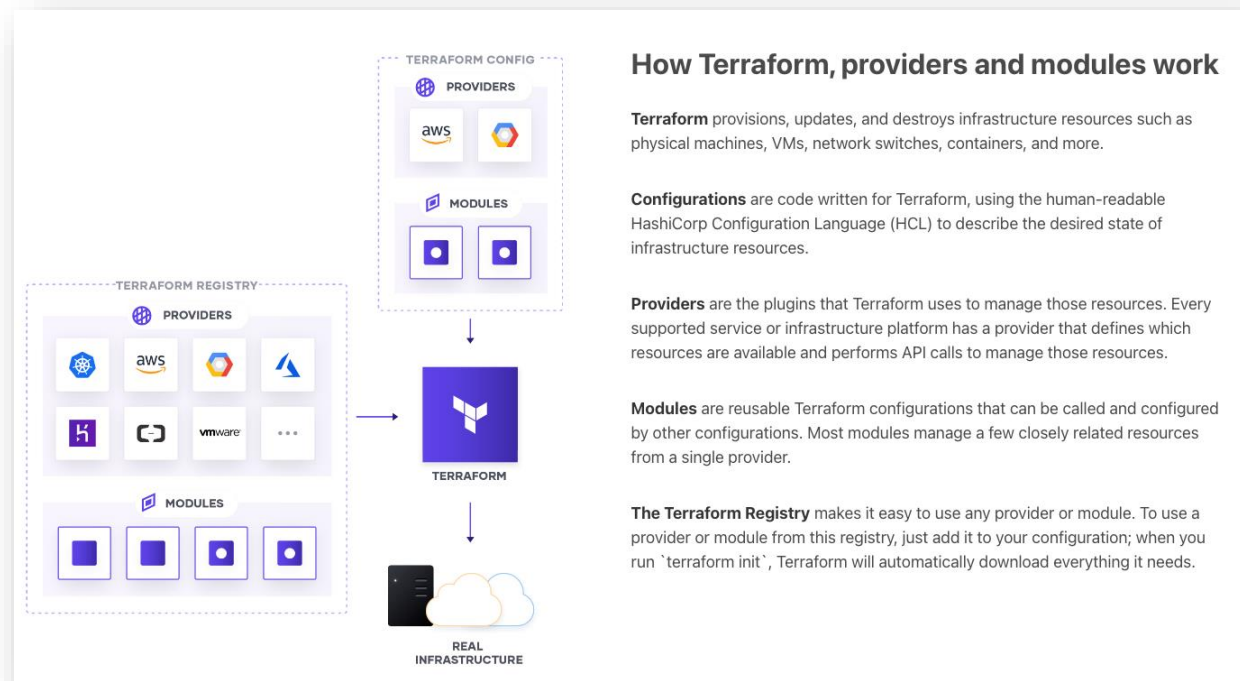 TERRAFORM CONFIG
PROVIDERS
aws
MODULES
TERRAFORM REGISTRY
PROVIDERS
aws
vmware
MODULES
TERRAFORM
REAL
INFRASTRUCTURE
How Terraform, providers and modules work
Terraform provisions, updates, and destroys infrastructure resources such as
physical machines, VMs, network switches, containers, and more.
Configurations are code written for Terraform, using the human-readable
HashiCorp Configuration Language (HCL) to describe the desired state of
infrastructure resources.
Providers are the plugins that Terraform uses to manage those resources. Every
supported service or infrastructure platform has a provider that defines which
resources are available and performs API calls to manage those resources.
Modules are reusable Terraform configurations that can be called and configured
by other configurations. Most modules manage a few closely related resources
from a single provider.
The Terraform Registry makes it easy to use any provider or module. To use a
provider or module from this registry, just add it to your configuration; when you
run `terraform init`, Terraform will automatically download everything it needs.